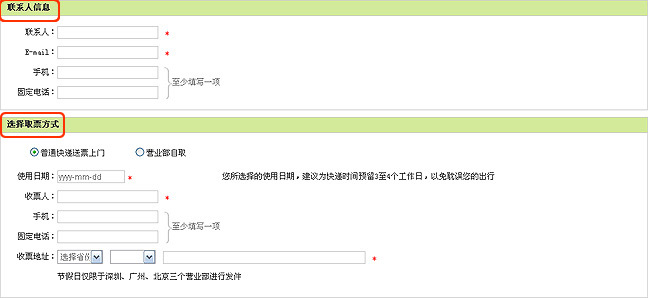 联系人信息
联系人： *
E-mail： *
手机：
至少填写一项
固定电话：
选择取票方式
普通快递送票上门 营业部自取
使用日期： yyyy-mm-dd * 您所选择的使用日期，建议为快递时间预留3至4个工作日，以免耽误您的出行
收票人： *
手机：
至少填写一项
固定电话：
收票地址： 选择省份 *
节假日仅限于深圳、广州、北京三个营业部进行发件